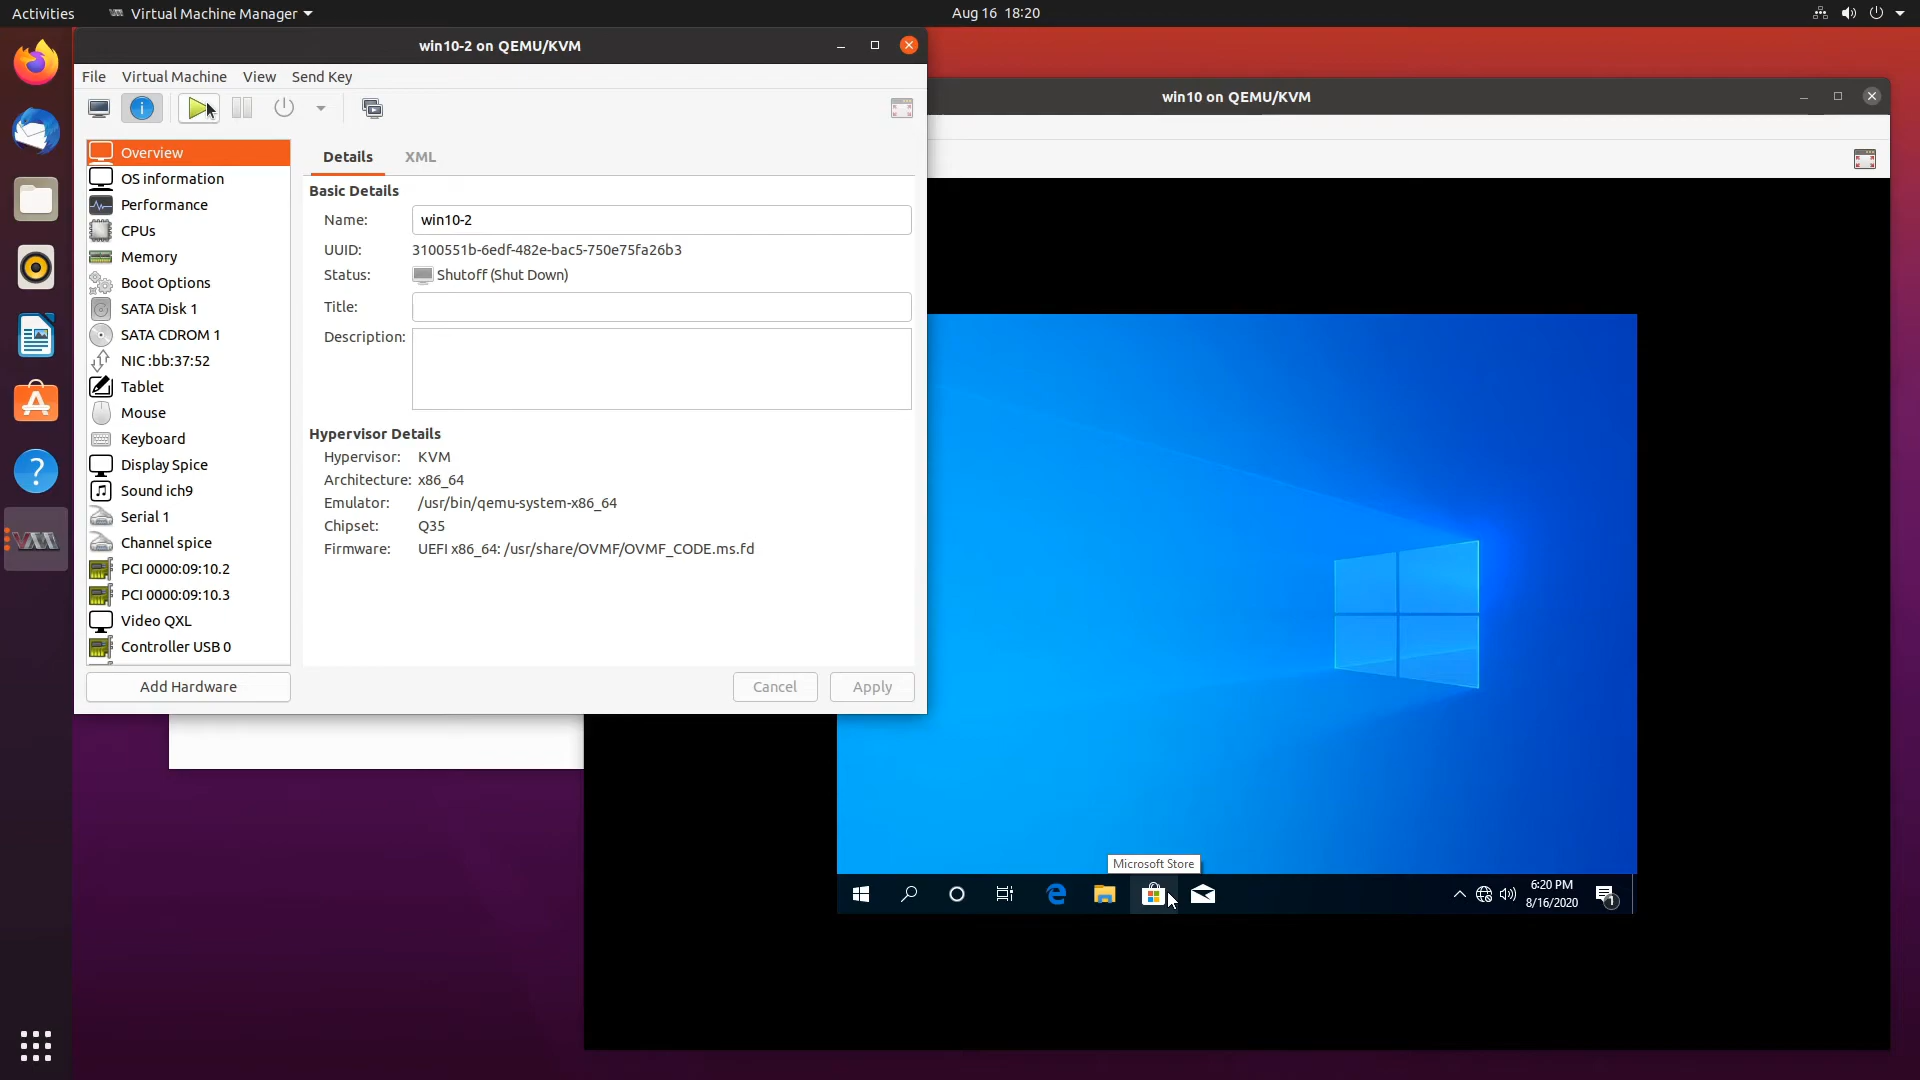 Activities
Virtual Machine Manager
Aug 16 18:20
win10-2 on QEMU/KVM
File Virtual Machine View Send Key
Overview
OS information
Performance
CPUs
Memory
Boot Options
SATA Disk 1
SATA CDROM 1
NIC :bb:37:52
Tablet
Mouse
Keyboard
Display Spice
Sound ich9
Serial 1
Channel spice
PCI 0000:09:10.2
PCI 0000:09:10.3
Video QXL
Controller USB 0
Add Hardware
Details XML
Basic Details
Name: win10-2
UUID: 3100551b-6edf-482e-bac5-750e75fa26b3
Status: Shutoff (Shut Down)
Title:
Description:
Hypervisor Details
Hypervisor: KVM
Architecture: x86_64
Emulator: /usr/bin/qemu-system-x86_64
Chipset: Q35
Firmware: UEFI x86_64: /usr/share/OVMF/OVMF_CODE.ms.fd
Cancel Apply
win10 on QEMU/KVM
Microsoft Store
6:20 PM
8/16/2020
1